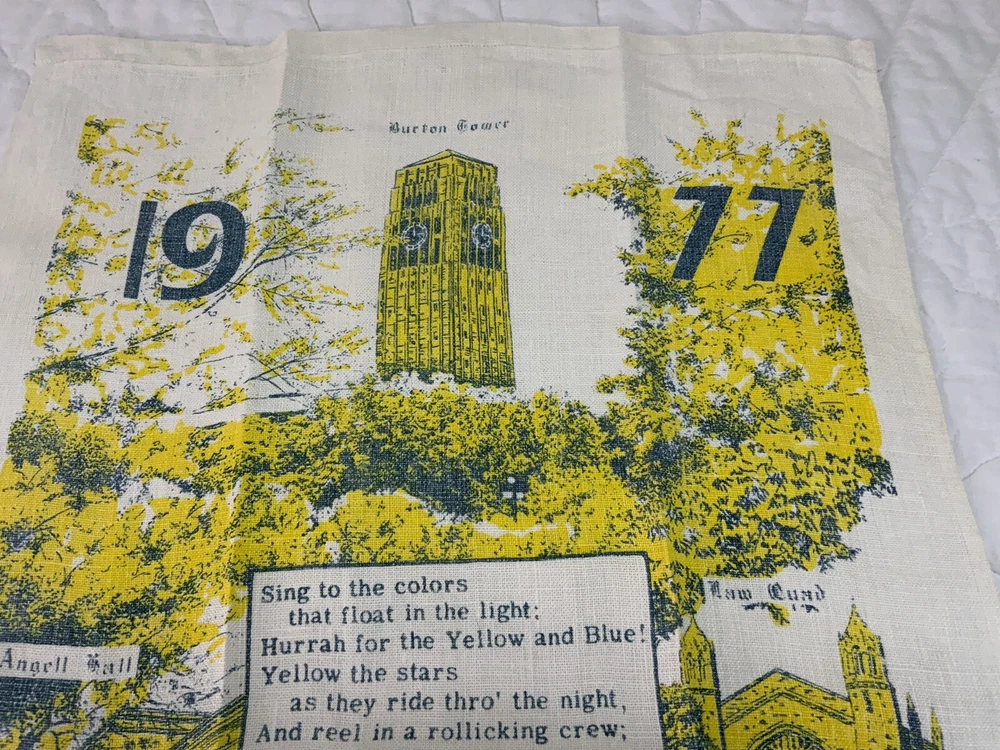 Burton Tower
19 77
Sing to the colors
that float in the light;
Hurrah for the Yellow and Blue!
Yellow the stars
as they ride thro' the night,
And reel in a rollicking crew;
Law Quad
Angell Hall